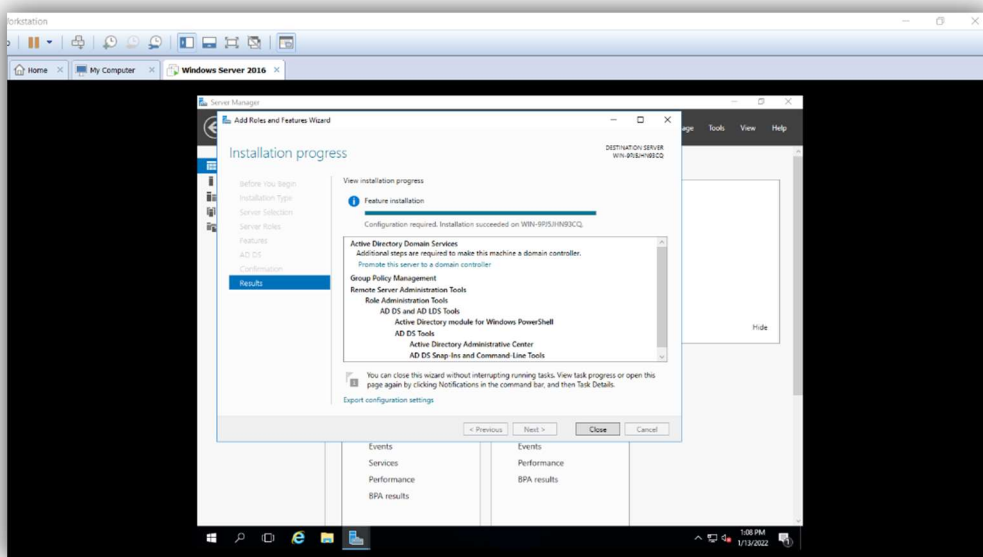 orkstation
Home
My Computer
Windows Server 2016
Server Manager
Tools View Help
Add Roles and Features Wizard
Installation progress
DESTINATION SERVER
Before You Begin
Installation Type
Server Selection
Server Roles
Features
AD DS
Confirmation
Results
View installation progress
Feature installation
Configuration required. Installation succeeded on WIN-9PJ5JHN93CQ.
Active Directory Domain Services
Additional steps are required to make this machine a domain controller.
Promote this server to a domain controller
Group Policy Management
Remote Server Administration Tools
Role Administration Tools
AD DS and AD LDS Tools
Active Directory module for Windows PowerShell
AD DS Tools
Active Directory Administrative Center
AD DS Snap-Ins and Command-Line Tools
You can close this wizard without interrupting running tasks. View task progress or open this
page again by clicking Notifications in the command bar, and then Task Details.
Export configuration settings
< Previous Next > Close Cancel
Hide
Events Events
Services Performance
Performance BPA results
BPA results
1:08 PM
1/13/2022